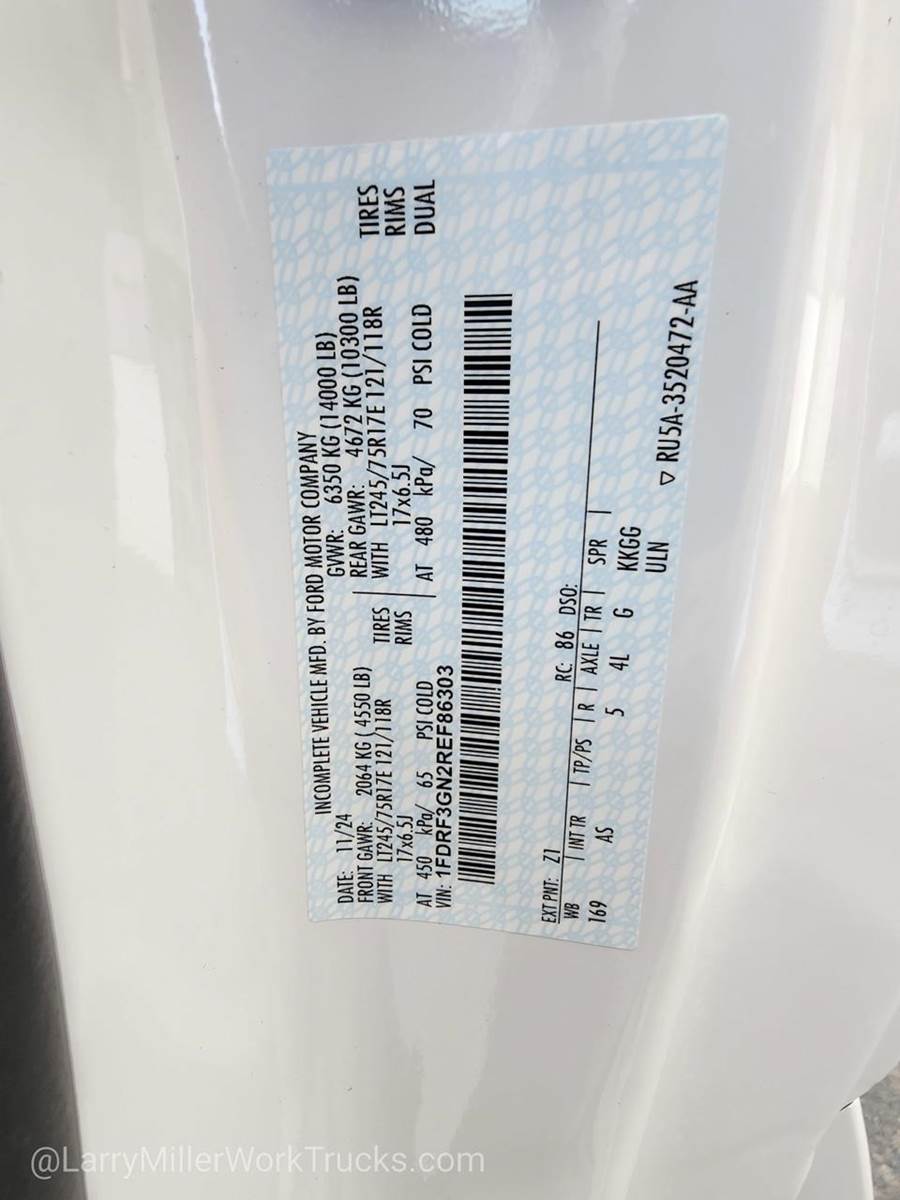 INCOMPLETE VEHICLE MFD. BY FORD MOTOR COMPANY
DATE: 11/24 GVWR: 6350 KG (14000 LB)
FRONT GAWR: 2064 KG ( 4550 LB) REAR GAWR: 4672 KG (10300 LB)
WITH LT245/75R17E 121/118R TIRES WITH LT245/75R17E 121/118R TIRES
17x6.5J RIMS 17x6.5J RIMS
AT 450 kPa/ 65 PSI COLD AT 480 kPa/ 70 PSI COLD DUAL
VIN: 1FDRF3GN2REF86303
EXT PNT: Z1 RC: 86 DSO:
WB INT TR TP/PS R AXLE TR SPR
169 AS 5 4L G KKGG
ULN
▽ RU5A-3520472-AA
@LarryMillerWorkTrucks.com